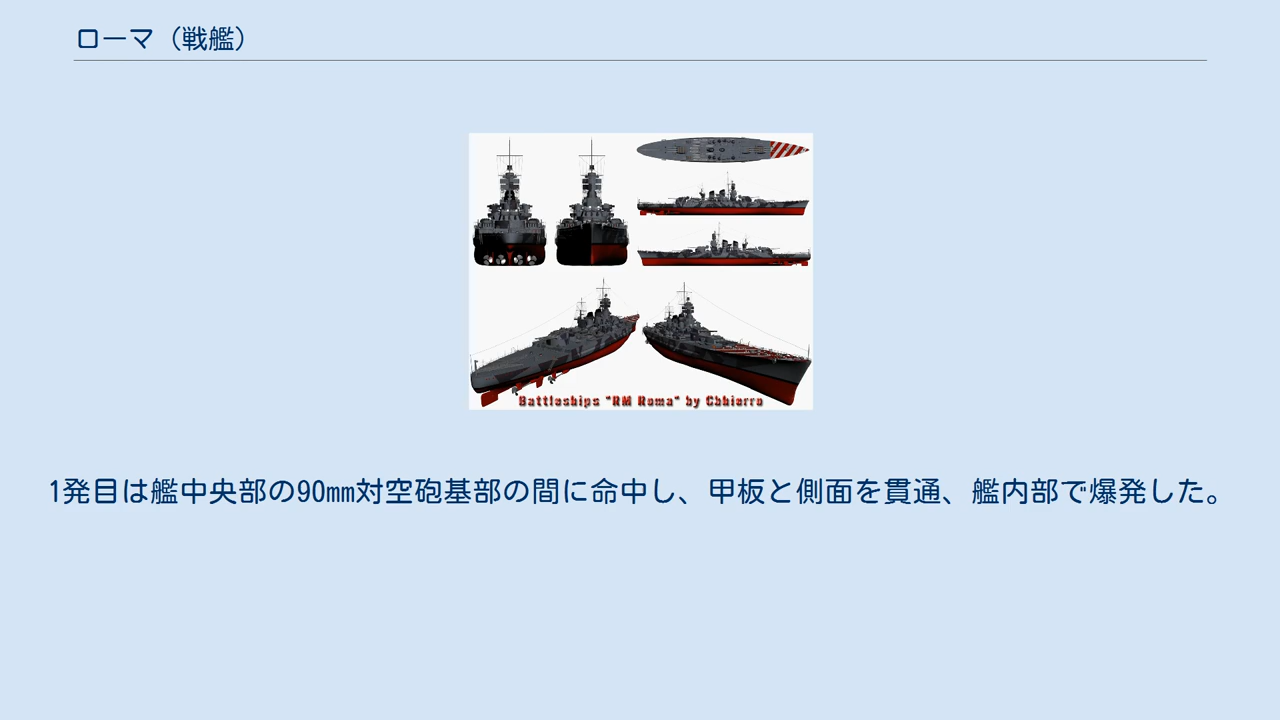 ローマ（戦艦）
Battleships "RM Roma" by Cbhierro
1発目は艦中央部の90㎜対空砲基部の間に命中し、甲板と側面を貫通、艦内部で爆発した。